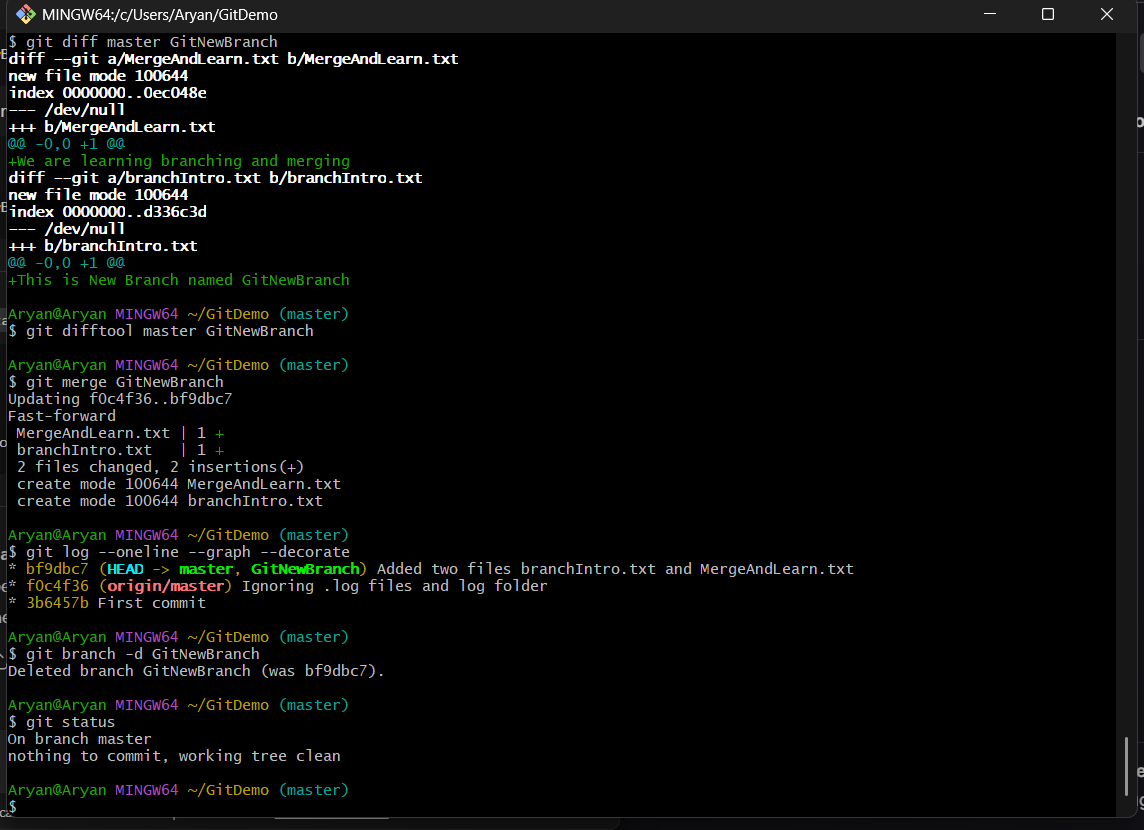 MINGW64:/c/Users/Aryan/GitDemo
$ git diff master GitNewBranch
diff --git a/MergeAndLearn.txt b/MergeAndLearn.txt
new file mode 100644
index 0000000..0ec048e
--- /dev/null
+++ b/MergeAndLearn.txt
@@ -0,0 +1 @@
+We are learning branching and merging
diff --git a/branchIntro.txt b/branchIntro.txt
new file mode 100644
index 0000000..d336c3d
--- /dev/null
+++ b/branchIntro.txt
@@ -0,0 +1 @@
+This is New Branch named GitNewBranch
Aryan@Aryan MINGW64 ~/GitDemo (master)
$ git difftool master GitNewBranch
Aryan@Aryan MINGW64 ~/GitDemo (master)
$ git merge GitNewBranch
Updating f0c4f36..bf9dbc7
Fast-forward
MergeAndLearn.txt | 1 +
branchIntro.txt   | 1 +
2 files changed, 2 insertions(+)
create mode 100644 MergeAndLearn.txt
create mode 100644 branchIntro.txt
Aryan@Aryan MINGW64 ~/GitDemo (master)
$ git log --oneline --graph --decorate
* bf9dbc7 (HEAD -> master, GitNewBranch) Added two files branchIntro.txt and MergeAndLearn.txt
* f0c4f36 (origin/master) Ignoring .log files and log folder
* 3b6457b First commit
Aryan@Aryan MINGW64 ~/GitDemo (master)
$ git branch -d GitNewBranch
Deleted branch GitNewBranch (was bf9dbc7).
Aryan@Aryan MINGW64 ~/GitDemo (master)
$ git status
On branch master
nothing to commit, working tree clean
Aryan@Aryan MINGW64 ~/GitDemo (master)
$